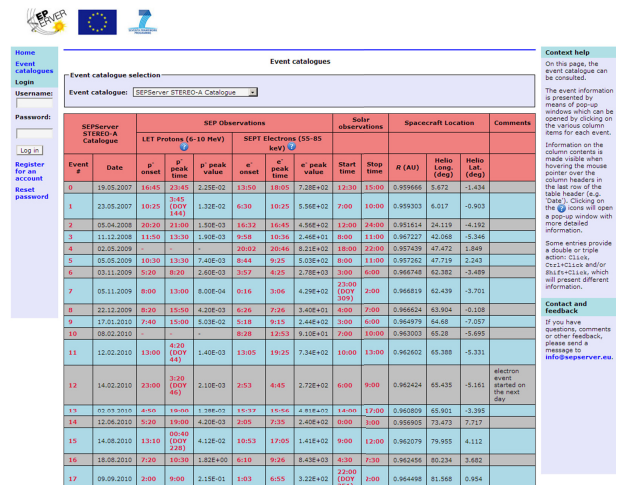 SEP
SERVER
Home
Event
catalogues
Login
Username:
Password:
Log in
Register
for an
account
Reset
password
Event catalogues
Event catalogue selection
Event catalogue: SEPServer STEREO-A Catalogue
SEPServer STEREO-A Catalogue SEP Observations Solar observations Spacecraft Location Comments
LET Protons (6-10 MeV) SEPT Electrons (55-85 keV)
Event # Date p+ onset p+ peak time p+ peak value e- onset e- peak time e- peak value Start time Stop time R (AU) Helio Long. (deg) Helio Lat. (deg)
0 19.05.2007 16:45 23:45 2.25E-02 13:50 18:05 7.28E+02 12:30 15:00 0.959666 5.672 -1.434
1 23.05.2007 10:25 3:45 (DOY 144) 1.32E-02 6:30 10:25 5.56E+02 7:00 10:00 0.959303 6.017 -0.903
2 05.04.2008 20:20 21:00 1.50E-03 16:32 16:45 4.56E+02 12:00 24:00 0.951614 24.119 -4.192
3 11.12.2008 11:50 13:30 1.90E-03 9:58 10:36 2.46E+01 8:00 11:00 0.967227 42.068 -5.346
4 02.05.2009 - - - 20:02 20:46 8.21E+02 18:00 22:00 0.957439 47.472 1.849
5 05.05.2009 10:30 13:30 7.40E-03 8:44 9:25 5.03E+02 8:00 11:00 0.957262 47.719 2.243
6 03.11.2009 5:20 8:20 2.60E-03 3:57 4:25 2.78E+03 3:00 6:00 0.966748 62.382 -3.489
7 05.11.2009 8:00 13:00 8.00E-04 0:16 3:06 4.29E+02 23:00 (DOY 309) 2:00 0.966819 62.439 -3.701
8 22.12.2009 8:20 15:50 4.20E-03 6:26 7:26 3.40E+01 4:00 7:00 0.966624 63.904 -0.108
9 17.01.2010 7:40 15:00 5.03E-02 5:18 9:15 2.44E+02 3:00 6:00 0.964979 64.68 -7.057
10 08.02.2010 - - - 8:28 12:53 9.10E+01 7:00 10:00 0.963003 65.28 -5.695
11 12.02.2010 13:00 4:20 (DOY 44) 1.40E-03 13:05 19:25 7.34E+02 10:00 13:00 0.962602 65.388 -5.331
12 14.02.2010 23:00 3:20 (DOY 46) 2.10E-03 2:53 4:45 2.72E+02 6:00 9:00 0.962424 65.435 -5.161 electron event started on the next day
13 02.03.2010 4:50 19:00 1.28E-02 15:37 15:56 4.81E+02 14:00 17:00 0.960809 65.901 -3.395
14 12.06.2010 5:20 19:00 4.20E-03 2:05 7:35 2.40E+02 0:00 3:00 0.956905 73.473 7.717
15 14.08.2010 13:10 00:40 (DOY 228) 4.12E-02 10:53 17:05 1.41E+02 9:00 12:00 0.962079 79.955 4.112
16 18.08.2010 7:20 10:30 1.82E+00 6:10 9:26 8.43E+03 4:30 7:30 0.962456 80.234 3.682
17 09.09.2010 2:00 9:00 2.15E-01 1:03 6:55 3.22E+02 22:00 (DOY 2:00 0.964498 81.568 0.954
Context help
On this page, the
event catalogue can
be consulted.
The event information
is presented by
means of pop-up
windows which can be
opened by clicking on
the various column
items for each event.
Information on the
column contents is
made visible when
hovering the mouse
pointer over the
column headers in
the last row of the
table header (e.g.
'Date'). Clicking on
the icons will open
a pop-up window with
more detailed
information.
Some entries provide
a double or triple
action: Click,
Ctrl+Click and/or
Shift+Click, which
will present different
information.
Contact and
feedback
If you have
questions, comments
or other feedback,
please send a
message to
info@sepserver.eu.